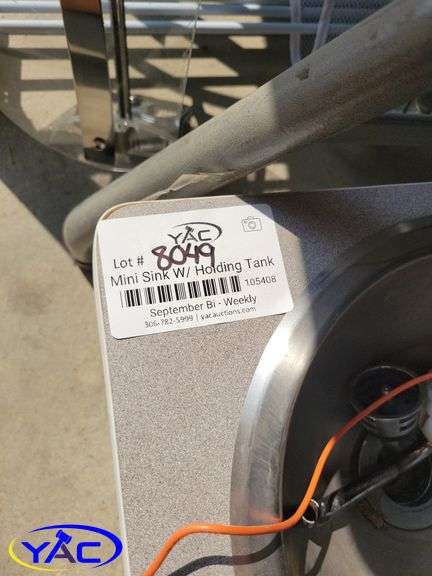 YAC
Lot # 8049
Mini Sink W/ Holding Tank
105408
September Bi - Weekly
306-782-5999 | yacauctions.com
YAC